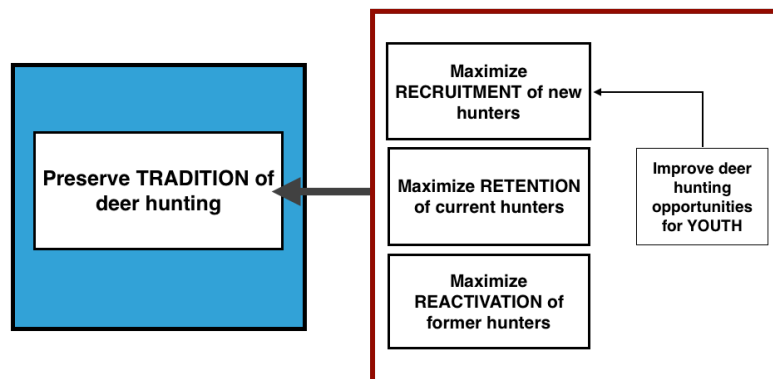 Preserve TRADITION of
deer hunting
Maximize
RECRUITMENT of new
hunters
Maximize RETENTION
of current hunters
Maximize
REACTIVATION of
former hunters
Improve deer
hunting
opportunities
for YOUTH